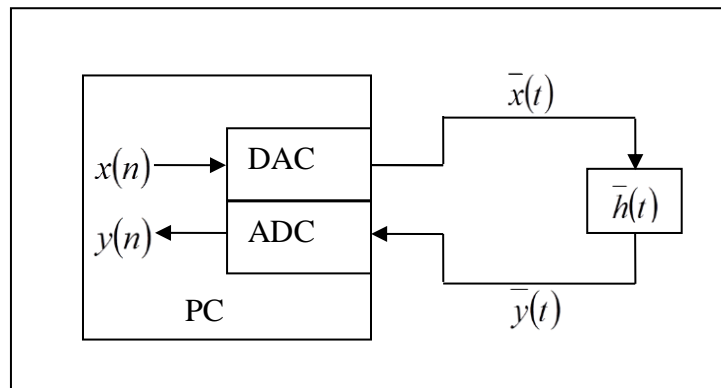 x̄(t)
x(n) DAC
h̄(t)
y(n) ADC
PC
ȳ(t)